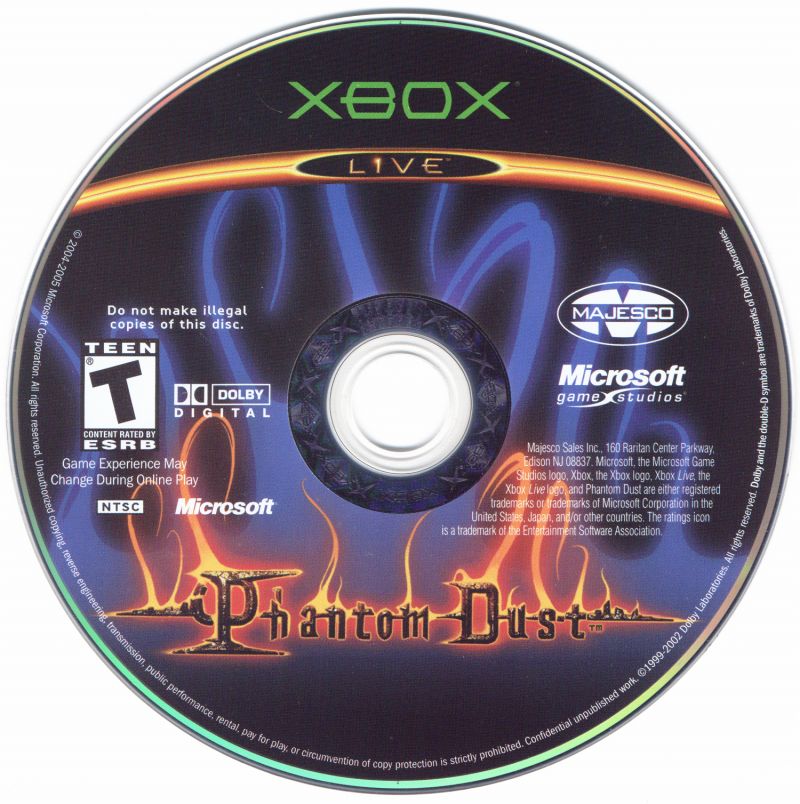 XBOX
LIVE™
Do not make illegal
copies of this disc.
TEEN
T
CONTENT RATED BY
ESRB
DOLBY
DIGITAL
Game Experience May
Change During Online Play
NTSC
Microsoft
MAJESCO
Microsoft
game studios
Majesco Sales Inc., 160 Raritan Center Parkway,
Edison NJ 08837. Microsoft, the Microsoft Game
Studios logo, Xbox, the Xbox logo, Xbox Live, the
Xbox Live logo, and Phantom Dust are either registered
trademarks or trademarks of Microsoft Corporation in the
United States, Japan, and/or other countries. The ratings icon
is a trademark of the Entertainment Software Association.
Phantom Dust™
© 2004-2005 Microsoft Corporation. All rights reserved. Unauthorized copying, reverse engineering, transmission, public performance, rental, pay for play, or circumvention of copy protection is strictly prohibited. Confidential unpublished work. ©1999-2002 Dolby Laboratories. All rights reserved. Dolby and the double-D symbol are trademarks of Dolby Laboratories.